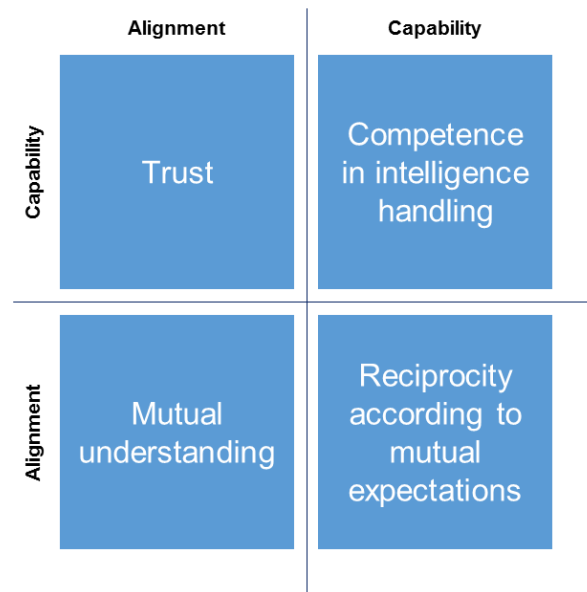 Alignment
Capability
Capability
Trust
Competence
in intelligence
handling
Alignment
Mutual
understanding
Reciprocity
according to
mutual
expectations